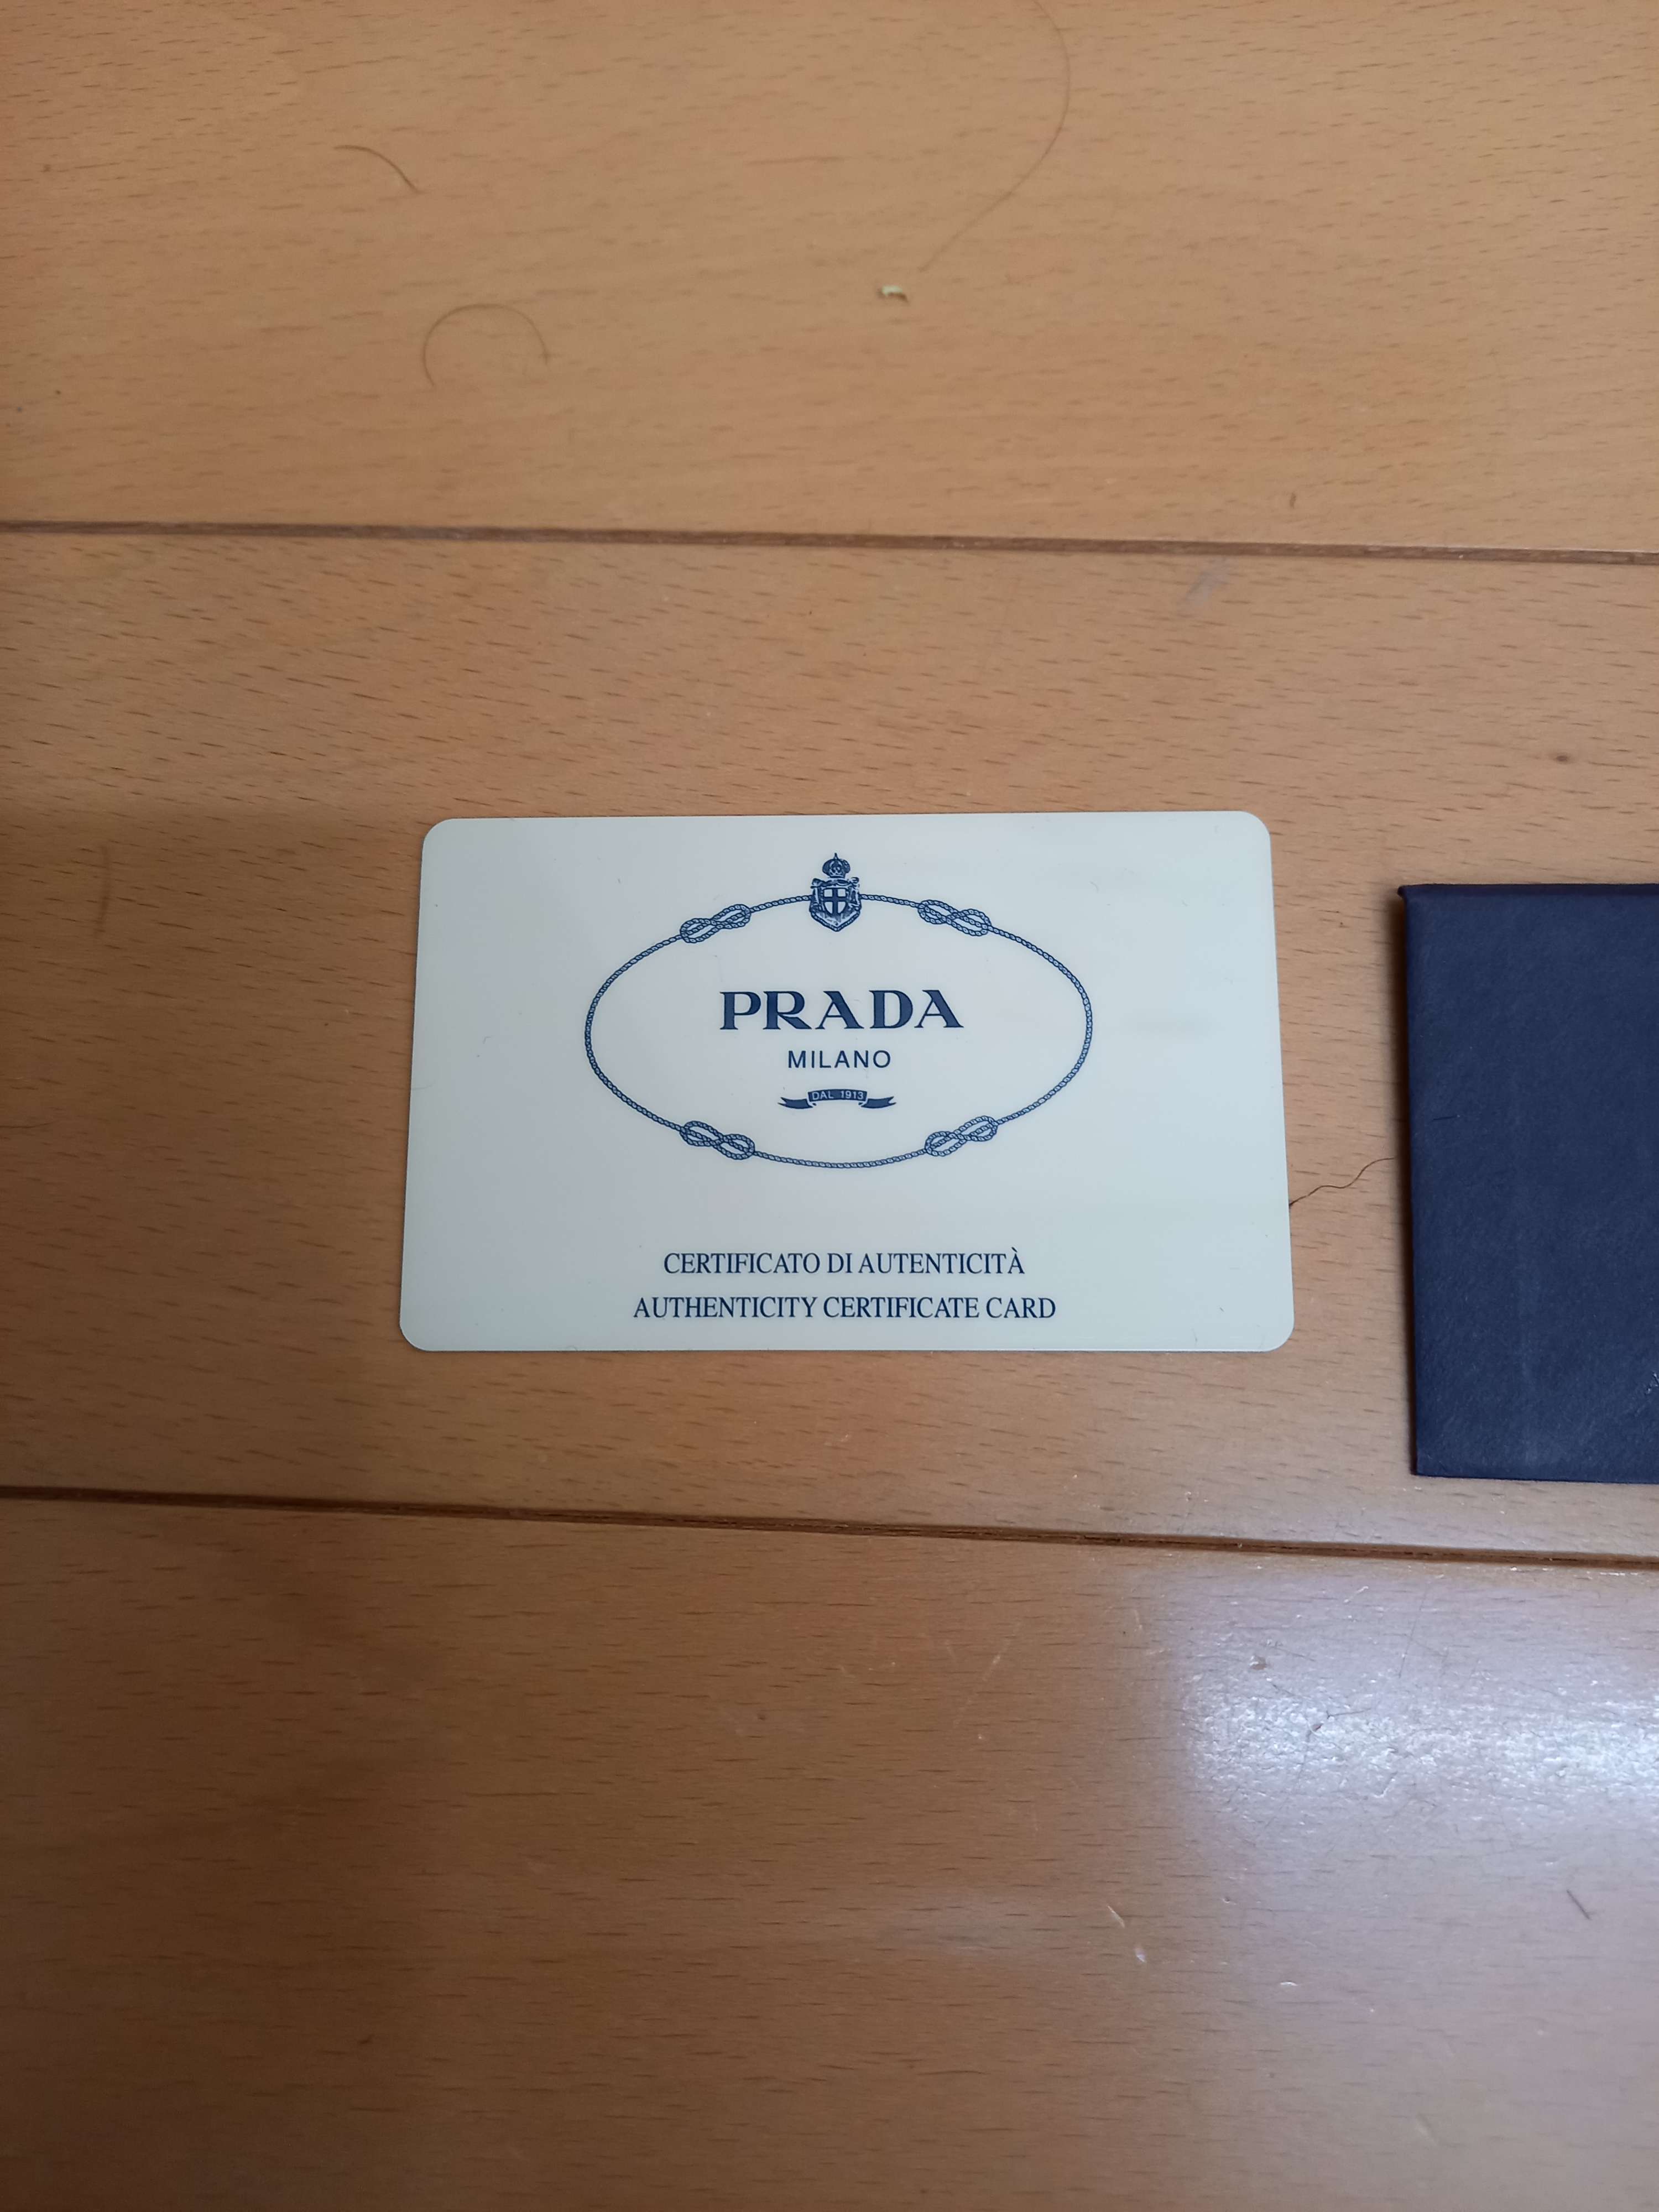 PRADA
MILANO
DAL 1913
CERTIFICATO DI AUTENTICITÀ
AUTHENTICITY CERTIFICATE CARD